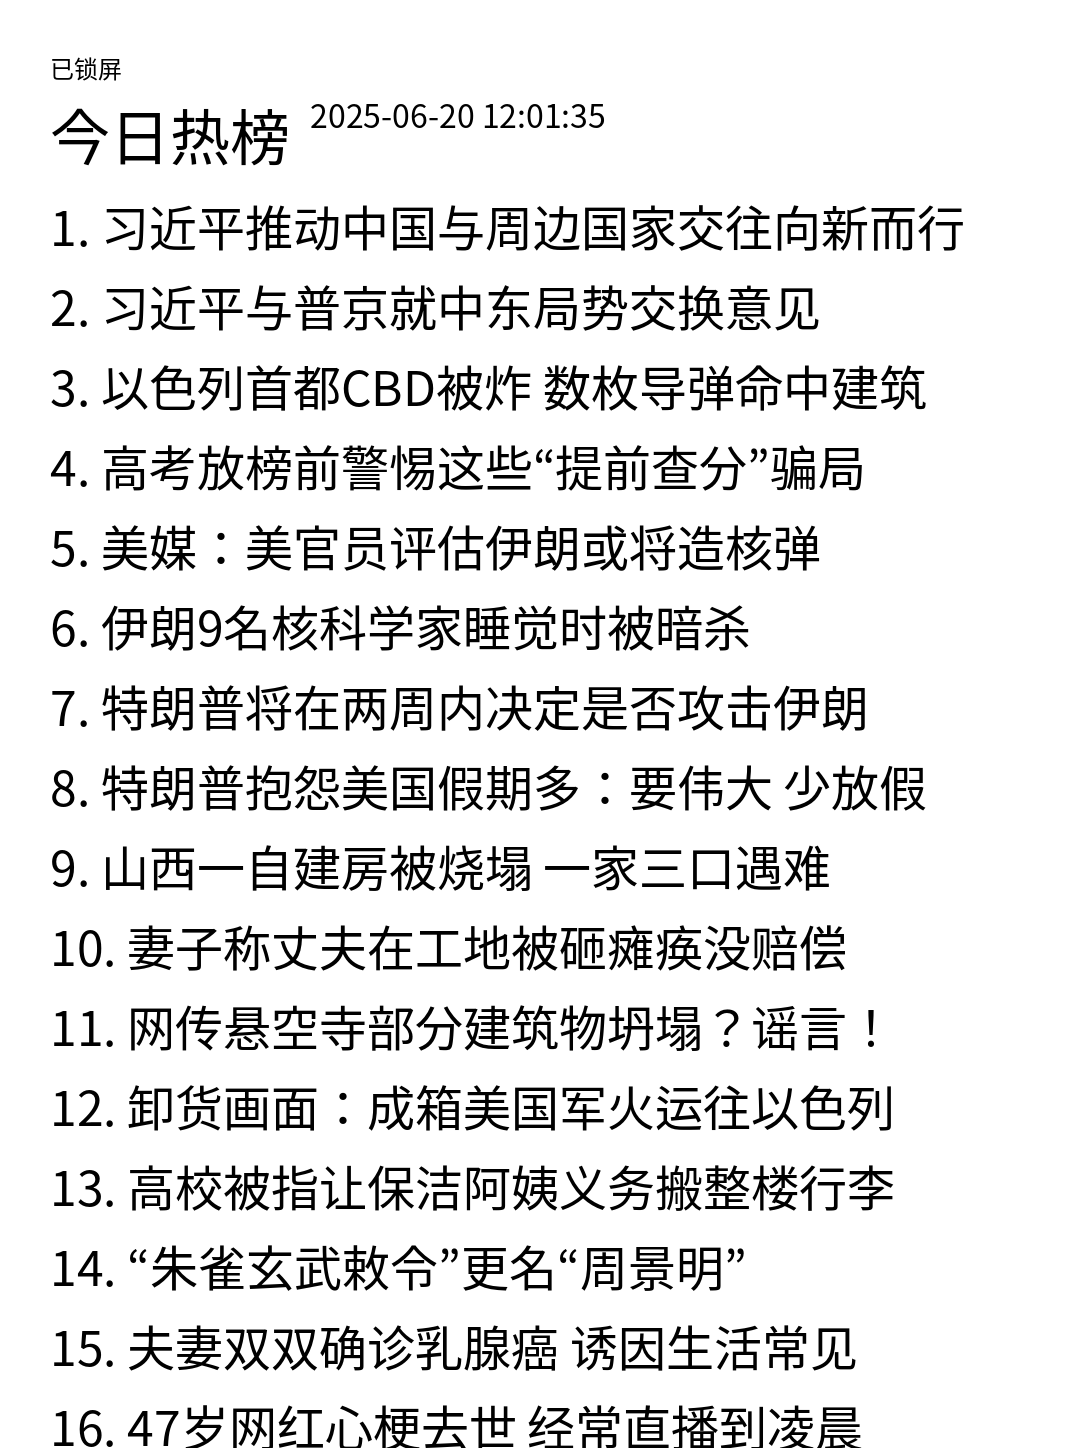 已锁屏
今日热榜 2025-06-20 12:01:35
1. 习近平推动中国与周边国家交往向新而行
2. 习近平与普京就中东局势交换意见
3. 以色列首都CBD被炸 数枚导弹命中建筑
4. 高考放榜前警惕这些“提前查分”骗局
5. 美媒：美官员评估伊朗或将造核弹
6. 伊朗9名核科学家睡觉时被暗杀
7. 特朗普将在两周内决定是否攻击伊朗
8. 特朗普抱怨美国假期多：要伟大 少放假
9. 山西一自建房被烧塌 一家三口遇难
10. 妻子称丈夫在工地被砸瘫痪没赔偿
11. 网传悬空寺部分建筑物坍塌？谣言！
12. 卸货画面：成箱美国军火运往以色列
13. 高校被指让保洁阿姨义务搬整楼行李
14. “朱雀玄武敕令”更名“周景明”
15. 夫妻双双确诊乳腺癌 诱因生活常见
16. 47岁网红心梗去世 经常直播到凌晨